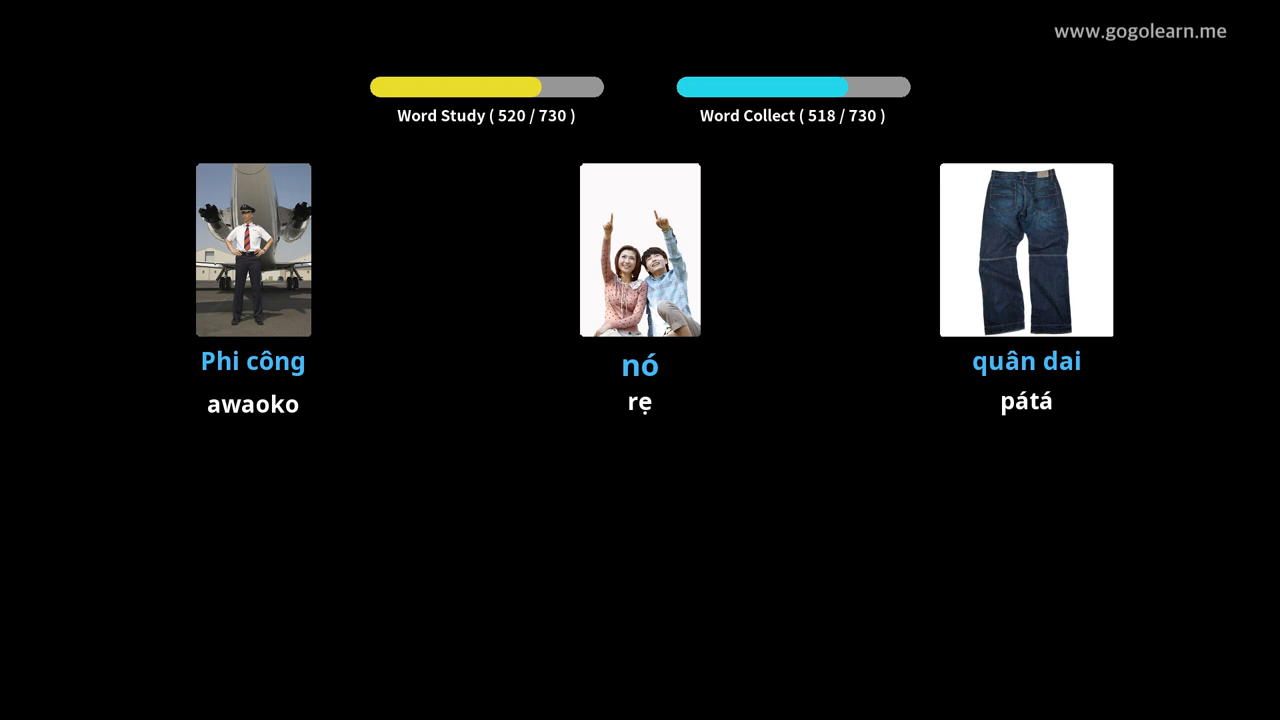 www.gogolearn.me
Word Study ( 520 / 730 )
Word Collect ( 518 / 730 )
Phi công
nó
quân dai
awaoko
rẹ
pátá